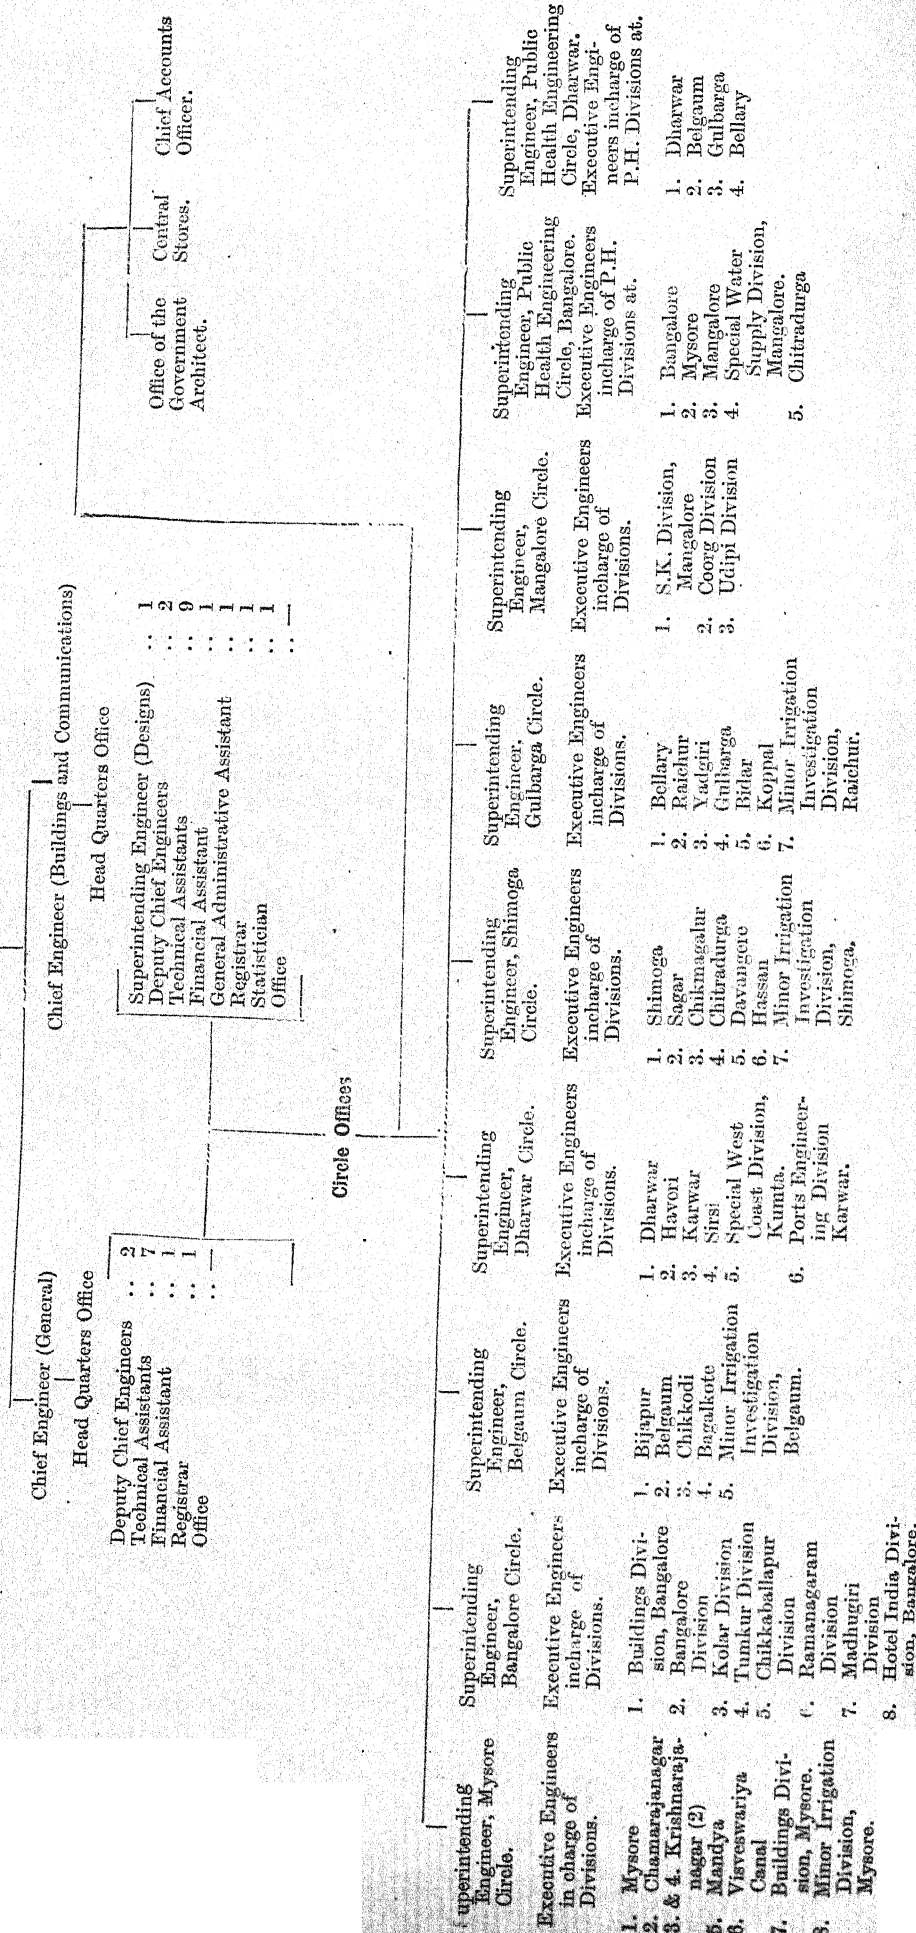 Chief Engineer (General)
Head Quarters Office
Deputy Chief Engineers .. 2
Technical Assistants .. 7
Financial Assistant .. 1
Registrar .. 1
Office ..
Chief Engineer (Buildings and Communications)
Head Quarters Office
Superintending Engineer (Designs) .. 1
Deputy Chief Engineers .. 2
Technical Assistants .. 9
Financial Assistant .. 1
General Administrative Assistant .. 1
Registrar .. 1
Statistician .. 1
Office ..
Office of the
Government
Architect.
Central
Stores.
Chief Accounts
Officer.
Circle Offices
uperintending
Engineer, Mysore
Circle.
Executive Engineers
in charge of
Divisions.
1. Mysore
2. Chamarajanagar
3. & 4. Krishnaraja-
nagar (2)
5. Mandya
6. Visveswariya
Canal
7. Buildings Divi-
sion, Mysore.
8. Minor Irrigation
Division,
Mysore.
Superintending
Engineer,
Bangalore Circle.
Executive Engineers
incharge of
Divisions.
1. Buildings Divi-
sion, Bangalore
2. Bangalore
Division
3. Kolar Division
4. Tumkur Division
5. Chikkaballapur
Division
6. Ramanagaram
Division
7. Madhugiri
Division
8. Hotel India Divi-
sion, Bangalore.
Superintending
Engineer,
Belgaum Circle.
Executive Engineers
incharge of
Divisions.
1. Bijapur
2. Belgaum
3. Chikkodi
4. Bagalkote
5. Minor Irrigation
Investigation
Division,
Belgaum.
Superintending
Engineer,
Dharwar Circle.
Executive Engineers
incharge of
Divisions.
1. Dharwar
2. Haveri
3. Karwar
4. Sirsi
5. Special West
Coast Division,
Kumta.
6. Ports Engineer-
ing Division
Karwar.
Superintending
Engineer, Shimoga
Circle.
Executive Engineers
incharge of
Divisions.
1. Shimoga
2. Sagar
3. Chikmagalur
4. Chitradurga
5. Davangere
6. Hassan
7. Minor Irrigation
Investigation
Division,
Shimoga.
Superintending
Engineer,
Gulbarga Circle.
Executive Engineers
incharge of
Divisions.
1. Bellary
2. Raichur
3. Yadgiri
4. Gulbarga
5. Bidar
6. Koppal
7. Minor Irrigation
Investigation
Division,
Raichur.
Superintending
Engineer,
Mangalore Circle.
Executive Engineers
incharge of
Divisions.
1. S.K. Division,
Mangalore
2. Coorg Division
3. Udipi Division
Superintending
Engineer, Public
Health Engineering
Circle, Bangalore.
Executive Engineers
incharge of P.H.
Divisions at.
1. Bangalore
2. Mysore
3. Mangalore
4. Special Water
Supply Division,
Mangalore.
5. Chitradurga
Superintending
Engineer, Public
Health Engineering
Circle, Dharwar.
Executive Engi-
neers incharge of
P.H. Divisions at.
1. Dharwar
2. Belgaum
3. Gulbarga
4. Bellary